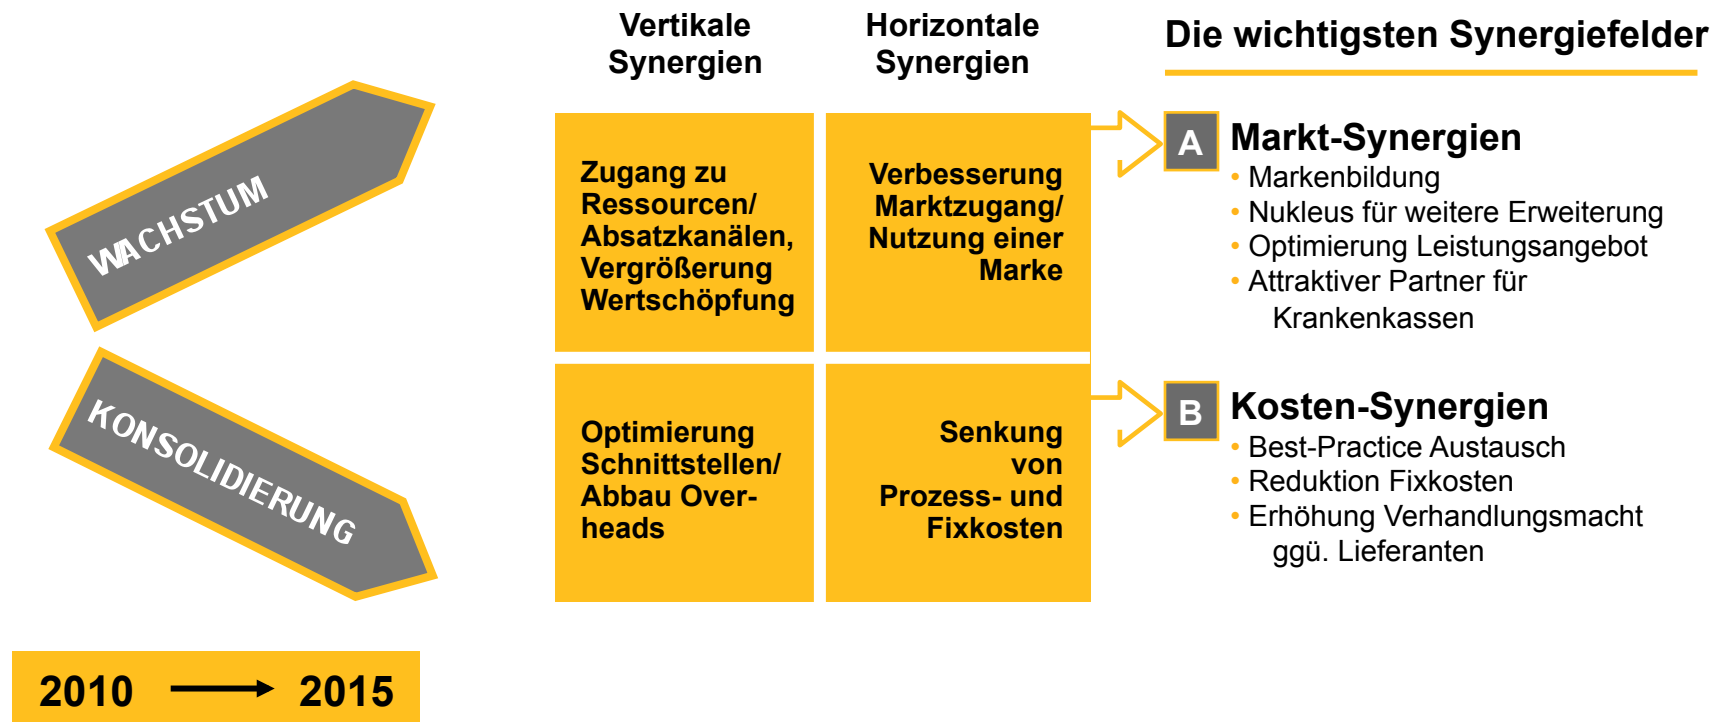 Vertikale
Synergien
Horizontale
Synergien
Die wichtigsten Synergiefelder
WACHSTUM
Zugang zu
Ressourcen/
Absatzkanälen,
Vergrößerung
Wertschöpfung
Verbesserung
Marktzugang/
Nutzung einer
Marke
A
Markt-Synergien
• Markenbildung
• Nukleus für weitere Erweiterung
• Optimierung Leistungsangebot
• Attraktiver Partner für
Krankenkassen
KONSOLIDIERUNG
Optimierung
Schnittstellen/
Abbau Over-
heads
Senkung
von
Prozess- und
Fixkosten
B
Kosten-Synergien
• Best-Practice Austausch
• Reduktion Fixkosten
• Erhöhung Verhandlungsmacht
ggü. Lieferanten
2010 2015